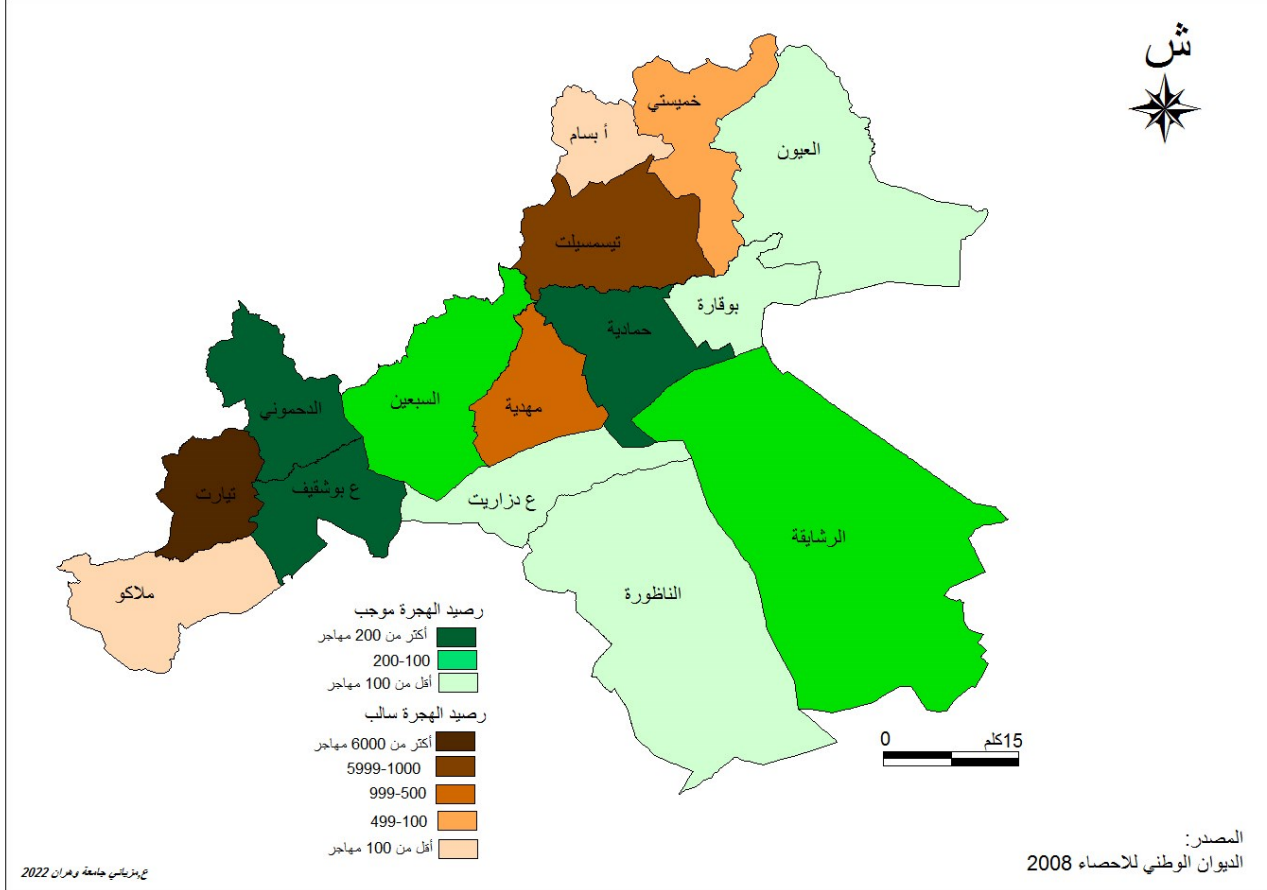 ش
خميستي
أ بسام
العيون
تيسمسيلت
بوقارة
حمادية
السبعين
مهدية
الدحموني
ع بوشقيف
تيارت
ع دزاريت
الرشايقة
الناظورة
ملاكو
رصيد الهجرة موجب
أكثر من 200 مهاجر
200-100
أقل من 100 مهاجر
رصيد الهجرة سالب
أكثر من 6000 مهاجر
5999-1000
999-500
499-100
أقل من 100 مهاجر
0 15كلم
المصدر:
الديوان الوطني للاحصاء 2008
ع.مزياني جامعة وهران 2022